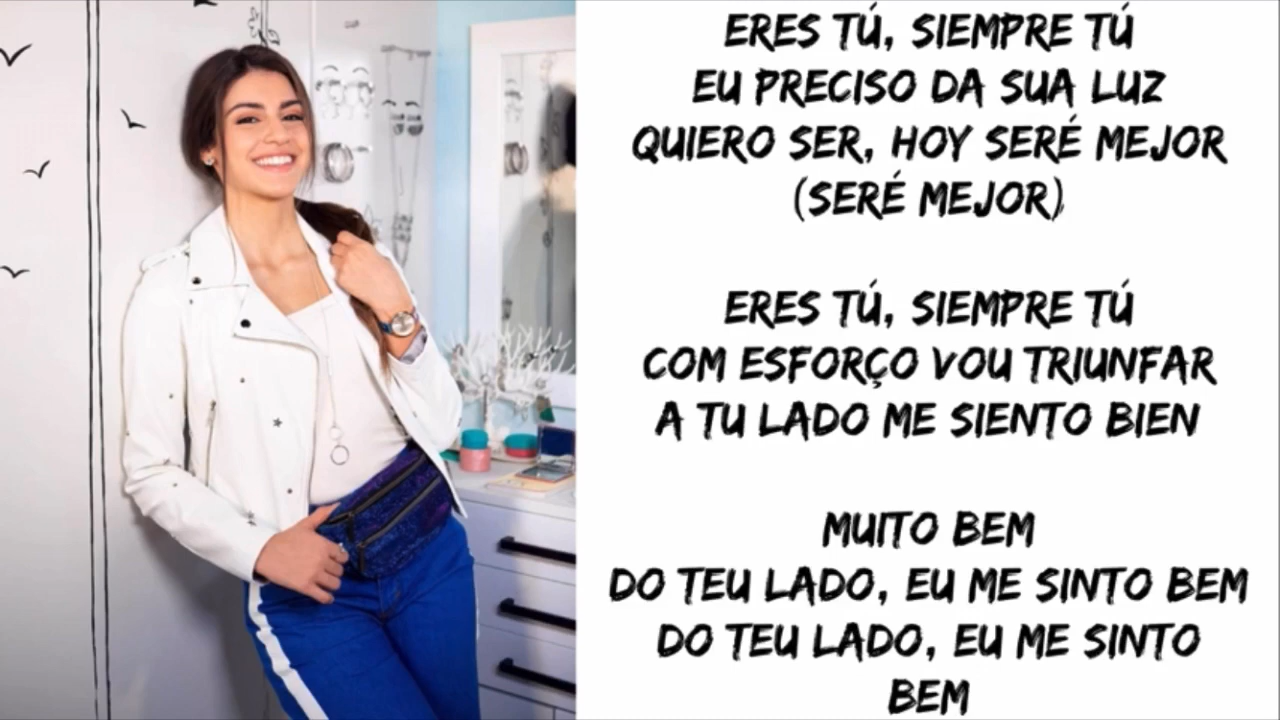 ERES TÚ, SIEMPRE TÚ
EU PRECISO DA SUA LUZ
QUIERO SER, HOY SERÉ MEJOR
(SERÉ MEJOR)
ERES TÚ, SIEMPRE TÚ
COM ESFORÇO VOU TRIUNFAR
A TU LADO ME SIENTO BIEN
MUITO BEM
DO TEU LADO, EU ME SINTO BEM
DO TEU LADO, EU ME SINTO
BEM